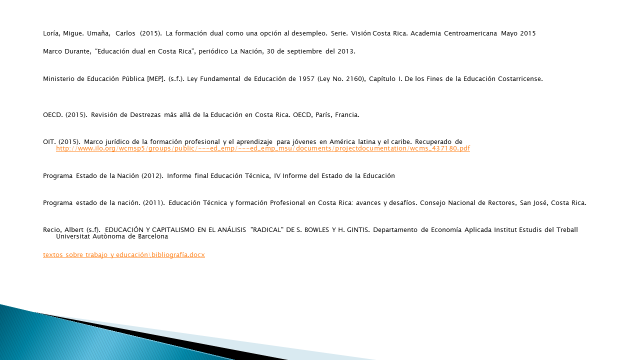 Loría, Migue. Umaña, Carlos (2015). La formación dual como una opción al desempleo. Serie. Visión Costa Rica. Academia Centroamericana Mayo 2015
Marco Durante, "Educación dual en Costa Rica", periódico La Nación, 30 de septiembre del 2013.
Ministerio de Educación Pública [MEP]. (s.f.). Ley Fundamental de Educación de 1957 (Ley No. 2160), Capítulo I. De los Fines de la Educación Costarricense.
OECD. (2015). Revisión de Destrezas más allá de la Educación en Costa Rica. OECD, París, Francia.
OIT. (2015). Marco jurídico de la formación profesional y el aprendizaje para jóvenes en América latina y el caribe. Recuperado de
http://www.ilo.org/wcmsp5/groups/public/---ed_emp/---ed_emp_msu/documents/projectdocumentation/wcms_437180.pdf
Programa Estado de la Nación (2012). Informe final Educación Técnica, IV Informe del Estado de la Educación
Programa estado de la nación. (2011). Educación Técnica y formación Profesional en Costa Rica: avances y desafíos. Consejo Nacional de Rectores, San José, Costa Rica.
Recio, Albert (s.f). EDUCACIÓN Y CAPITALISMO EN EL ANÁLISIS "RADICAL" DE S. BOWLES Y H. GINTIS. Departamento de Economía Aplicada Institut Estudis del Treball
Universitat Autònoma de Barcelona
textos sobre trabajo y educación\bibliografía.docx